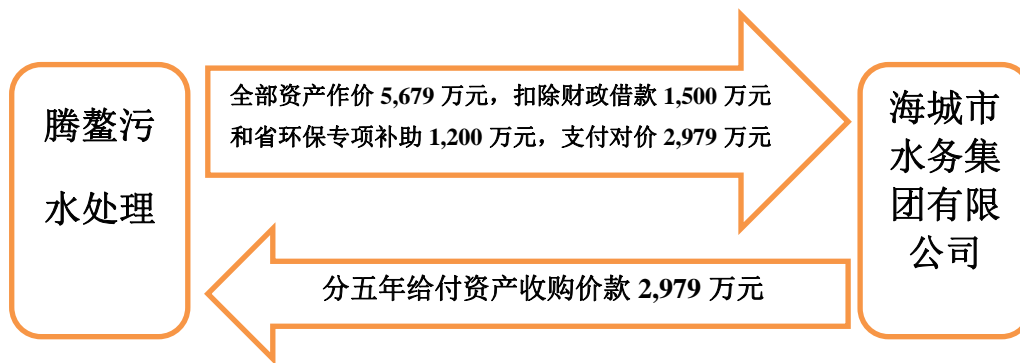 腾鳌污
水处理
全部资产作价 5,679 万元，扣除财政借款 1,500 万元
和省环保专项补助 1,200 万元，支付对价 2,979 万元
海城市
水务集
团有限
公司
分五年给付资产收购价款 2,979 万元